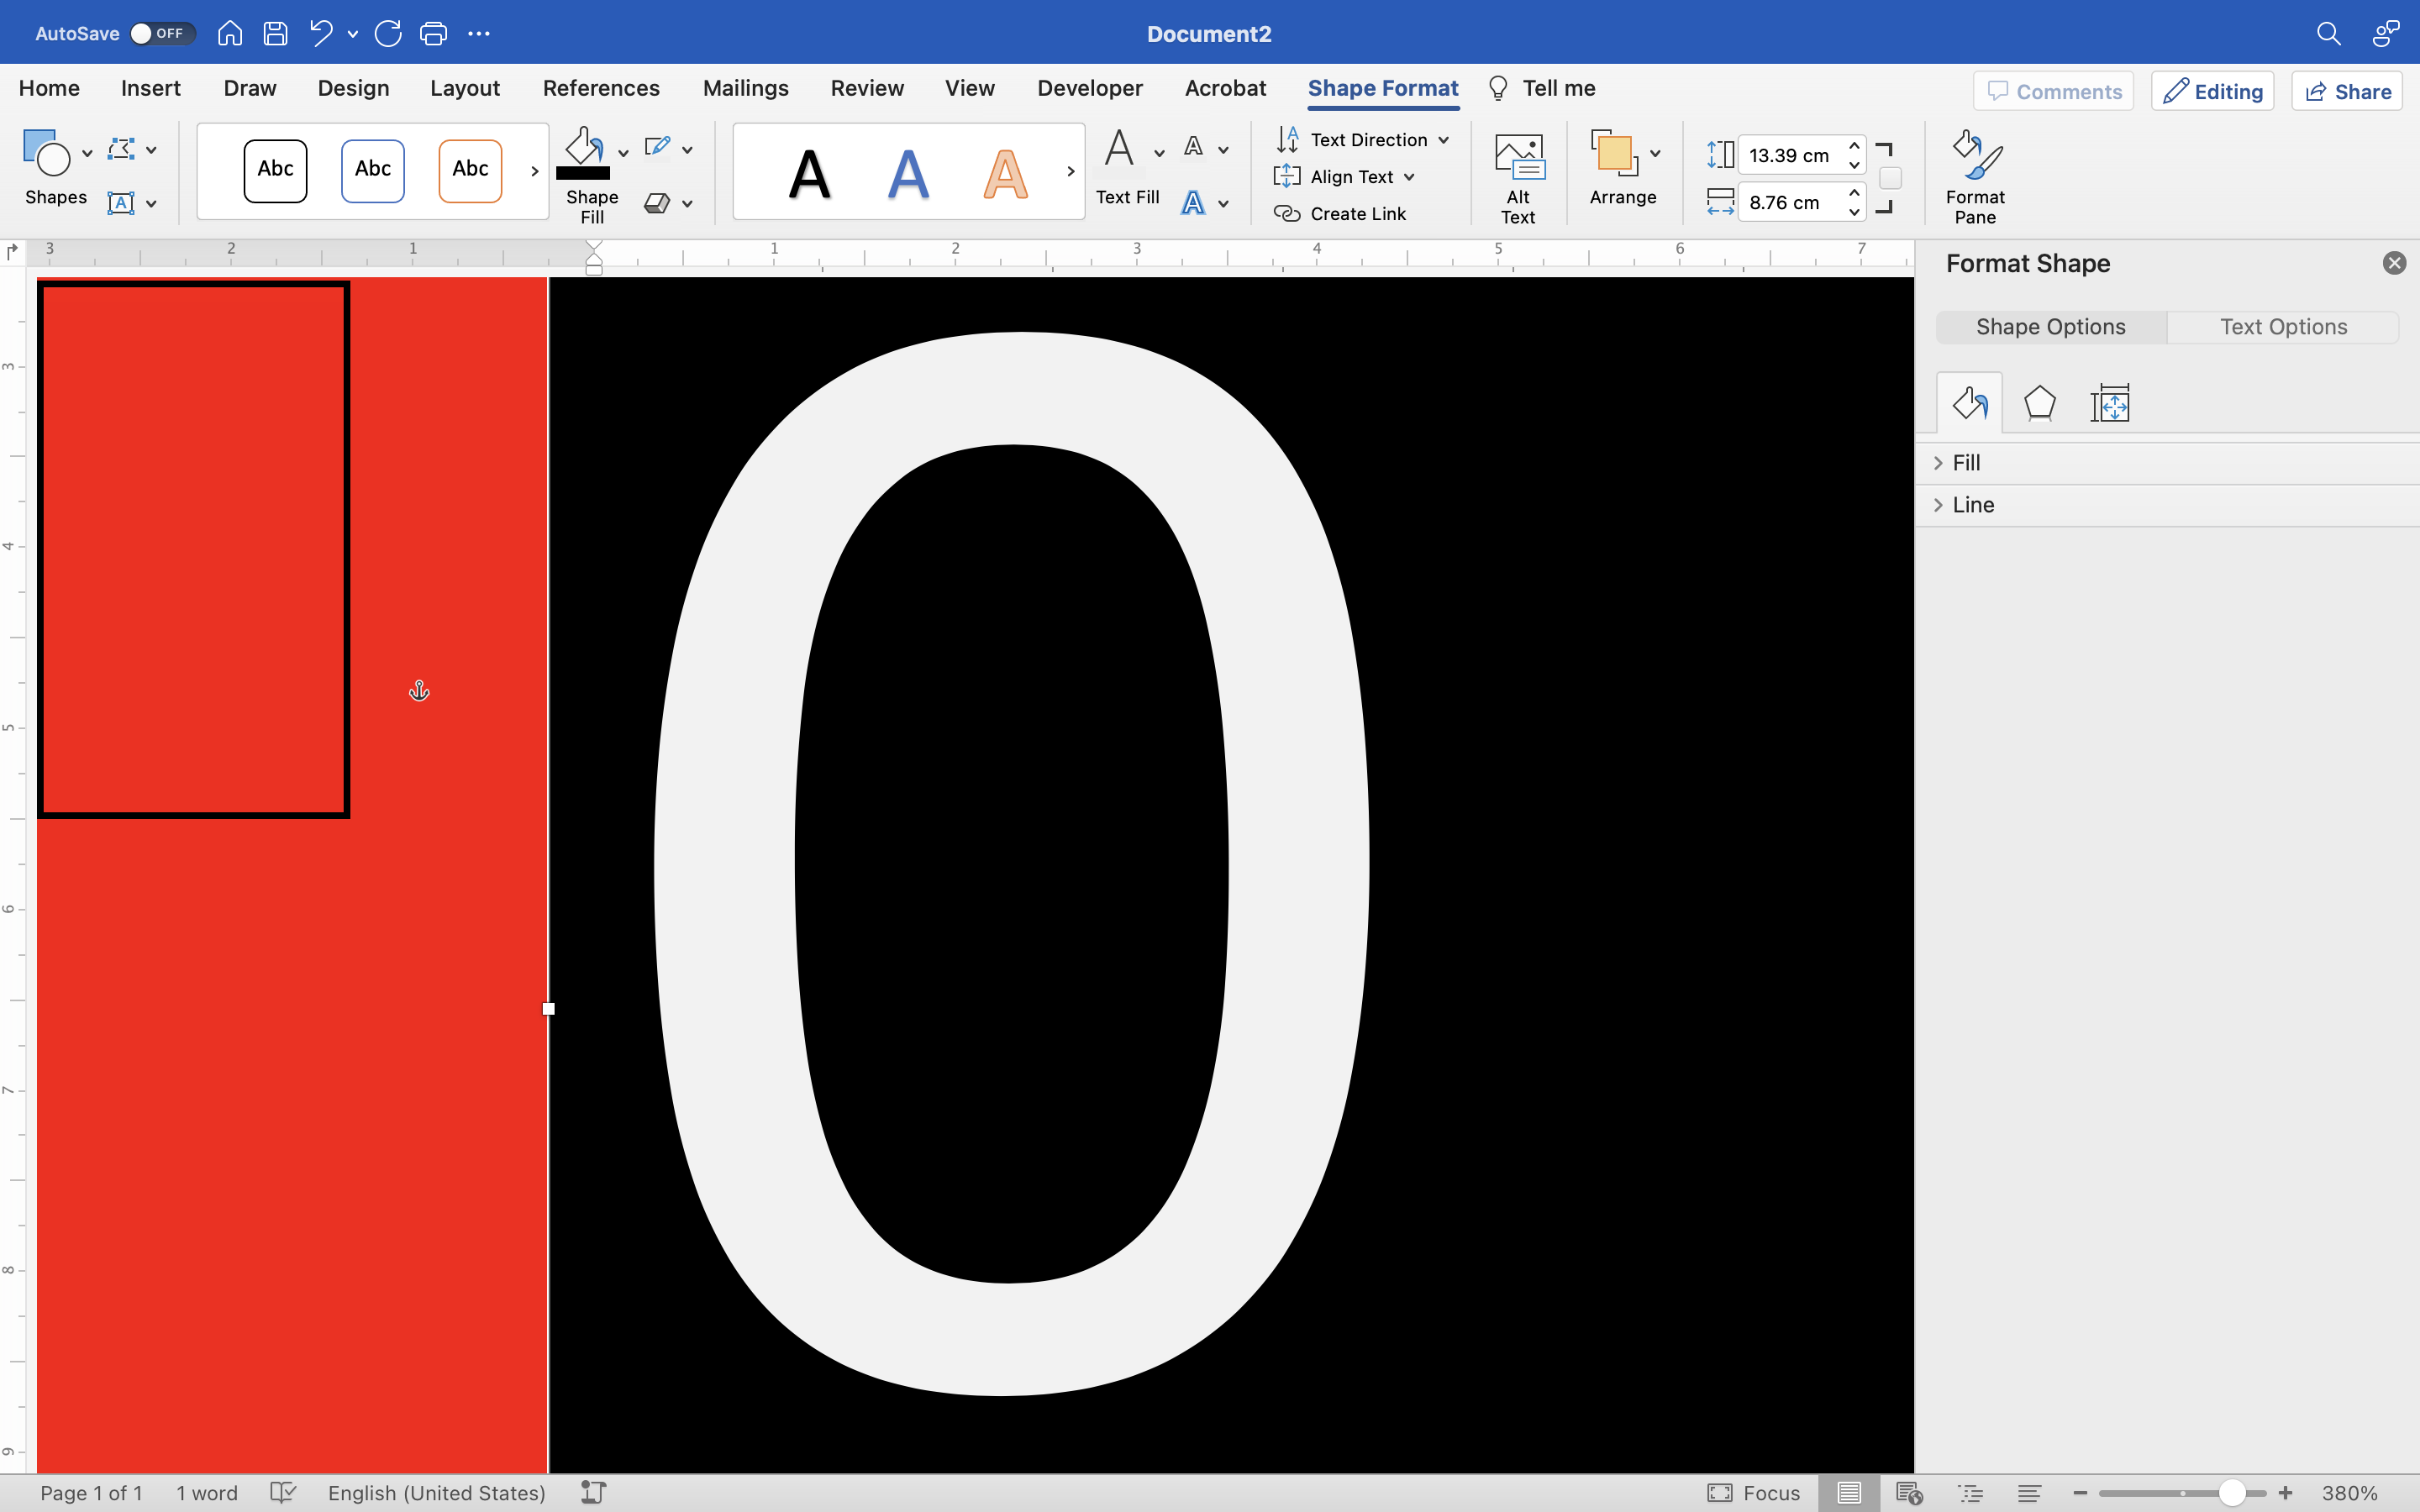 AutoSave OFF Document2
Home Insert Draw Design Layout References Mailings Review View Developer Acrobat Shape Format Tell me Comments Editing Share
Shapes
Abc Abc Abc
Shape Fill
A A A
Text Fill
Text Direction
Align Text
Create Link
Alt Text
Arrange
13.39 cm
8.76 cm
Format Pane
3 2 1 1 2 3 4 5 6 7
3
4
5
6
7
8
9
0
Format Shape
Shape Options Text Options
Fill
Line
Page 1 of 1 1 word English (United States) Focus 380%